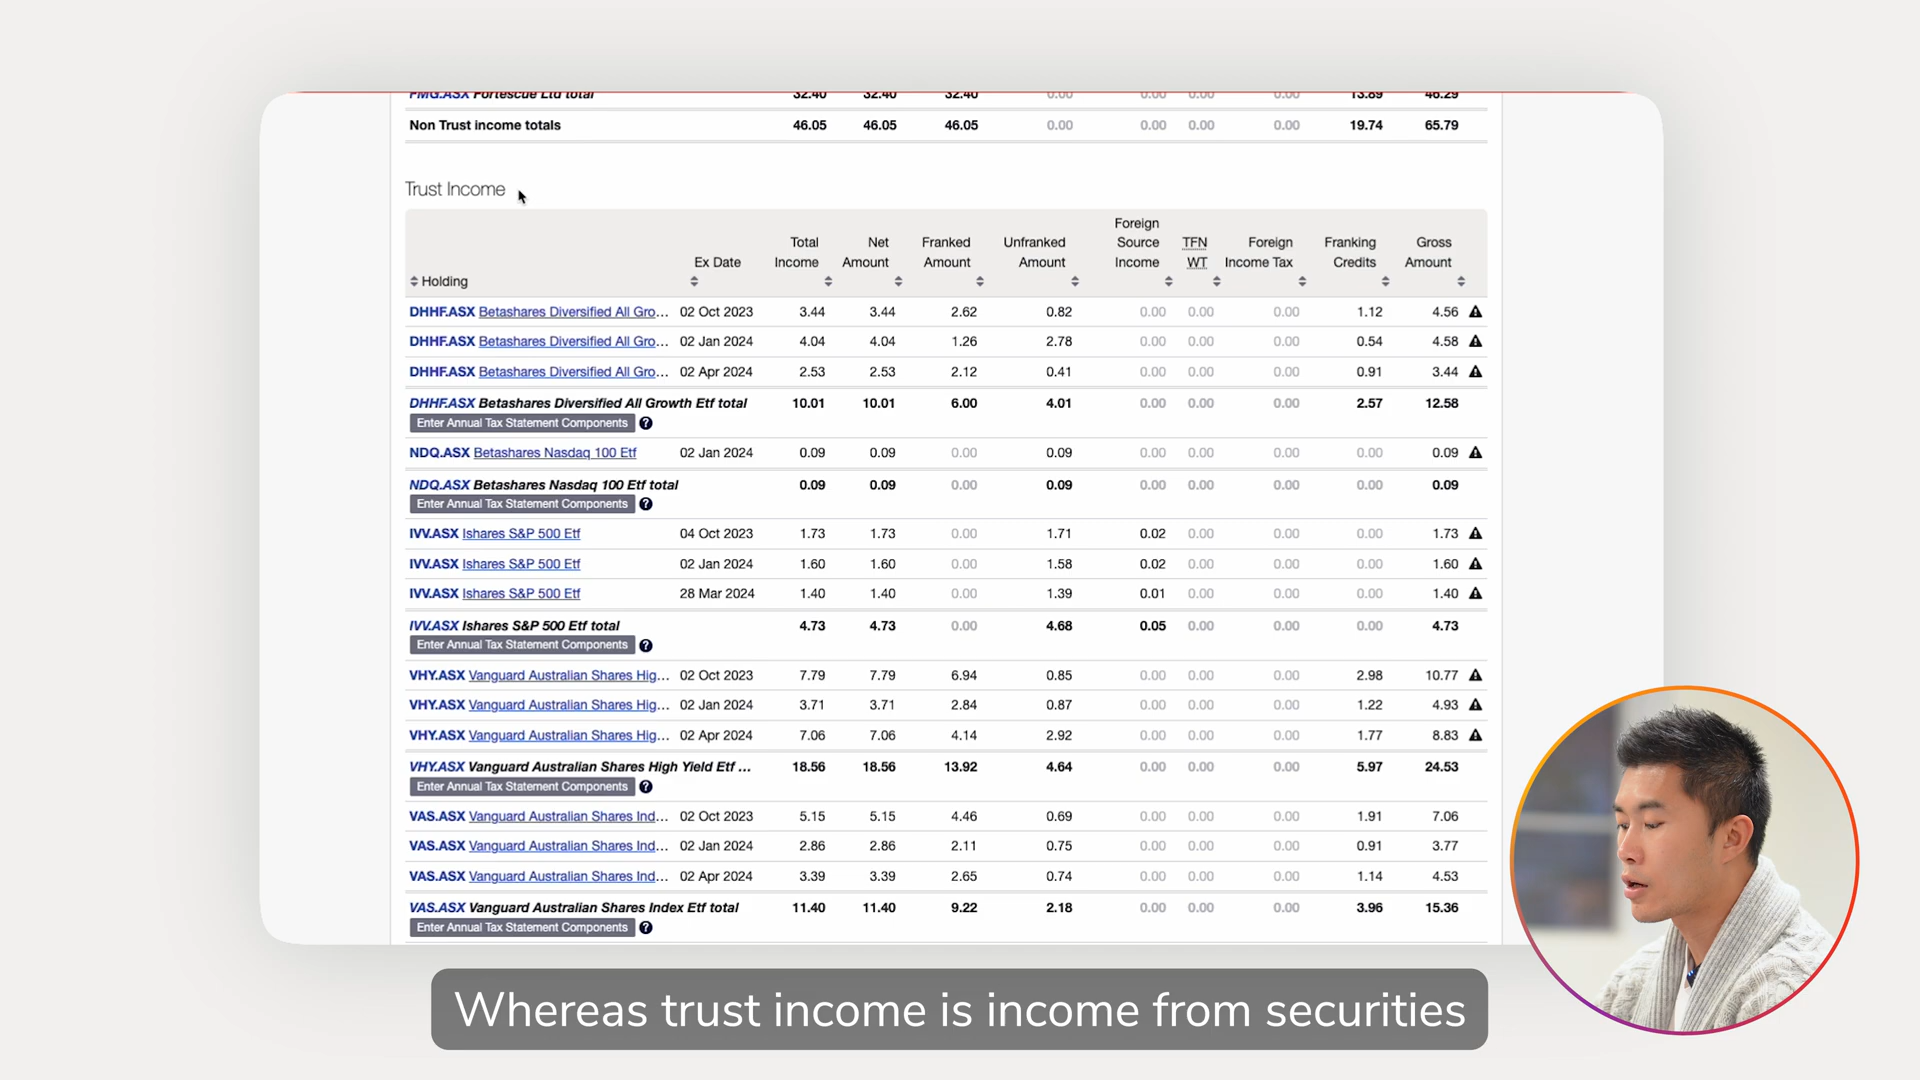 FMG.ASX Fortescue Ltd total 32.40 32.40 32.40 0.00 0.00 0.00 0.00 13.89 46.29
Non Trust income totals 46.05 46.05 46.05 0.00 0.00 0.00 0.00 19.74 65.79
Trust Income
Holding Ex Date Total Income Net Amount Franked Amount Unfranked Amount Foreign Source Income TFN WT Foreign Income Tax Franking Credits Gross Amount
DHHF.ASX Betashares Diversified All Gro... 02 Oct 2023 3.44 3.44 2.62 0.82 0.00 0.00 0.00 1.12 4.56
DHHF.ASX Betashares Diversified All Gro... 02 Jan 2024 4.04 4.04 1.26 2.78 0.00 0.00 0.00 0.54 4.58
DHHF.ASX Betashares Diversified All Gro... 02 Apr 2024 2.53 2.53 2.12 0.41 0.00 0.00 0.00 0.91 3.44
DHHF.ASX Betashares Diversified All Growth Etf total 10.01 10.01 6.00 4.01 0.00 0.00 0.00 2.57 12.58
Enter Annual Tax Statement Components ?
NDQ.ASX Betashares Nasdaq 100 Etf 02 Jan 2024 0.09 0.09 0.00 0.09 0.00 0.00 0.00 0.00 0.09
NDQ.ASX Betashares Nasdaq 100 Etf total 0.09 0.09 0.00 0.09 0.00 0.00 0.00 0.00 0.09
Enter Annual Tax Statement Components ?
IVV.ASX Ishares S&P 500 Etf 04 Oct 2023 1.73 1.73 0.00 1.71 0.02 0.00 0.00 0.00 1.73
IVV.ASX Ishares S&P 500 Etf 02 Jan 2024 1.60 1.60 0.00 1.58 0.02 0.00 0.00 0.00 1.60
IVV.ASX Ishares S&P 500 Etf 28 Mar 2024 1.40 1.40 0.00 1.39 0.01 0.00 0.00 0.00 1.40
IVV.ASX Ishares S&P 500 Etf total 4.73 4.73 0.00 4.68 0.05 0.00 0.00 0.00 4.73
Enter Annual Tax Statement Components ?
VHY.ASX Vanguard Australian Shares Hig... 02 Oct 2023 7.79 7.79 6.94 0.85 0.00 0.00 0.00 2.98 10.77
VHY.ASX Vanguard Australian Shares Hig... 02 Jan 2024 3.71 3.71 2.84 0.87 0.00 0.00 0.00 1.22 4.93
VHY.ASX Vanguard Australian Shares Hig... 02 Apr 2024 7.06 7.06 4.14 2.92 0.00 0.00 0.00 1.77 8.83
VHY.ASX Vanguard Australian Shares High Yield Etf ... 18.56 18.56 13.92 4.64 0.00 0.00 0.00 5.97 24.53
Enter Annual Tax Statement Components ?
VAS.ASX Vanguard Australian Shares Ind... 02 Oct 2023 5.15 5.15 4.46 0.69 0.00 0.00 0.00 1.91 7.06
VAS.ASX Vanguard Australian Shares Ind... 02 Jan 2024 2.86 2.86 2.11 0.75 0.00 0.00 0.00 0.91 3.77
VAS.ASX Vanguard Australian Shares Ind... 02 Apr 2024 3.39 3.39 2.65 0.74 0.00 0.00 0.00 1.14 4.53
VAS.ASX Vanguard Australian Shares Index Etf total 11.40 11.40 9.22 2.18 0.00 0.00 0.00 3.96 15.36
Enter Annual Tax Statement Components ?
Whereas trust income is income from securities